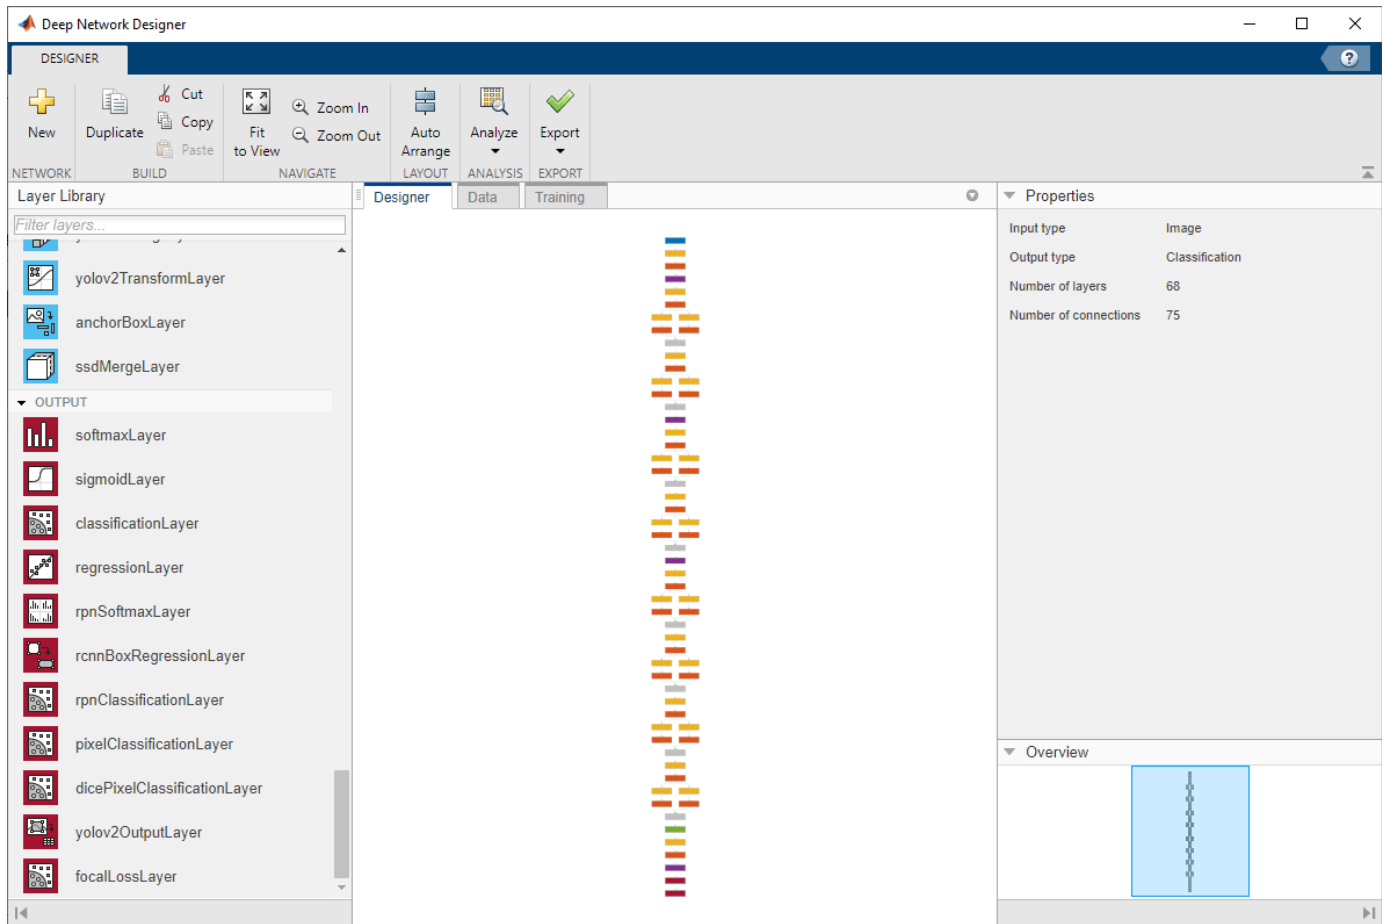 Deep Network Designer
DESIGNER
?
New
Duplicate
Cut
Copy
Paste
Fit
to View
Zoom In
Zoom Out
Auto
Arrange
Analyze
Export
NETWORK
BUILD
NAVIGATE
LAYOUT
ANALYSIS
EXPORT
Layer Library
Filter layers...
yolov2TransformLayer
anchorBoxLayer
ssdMergeLayer
OUTPUT
softmaxLayer
sigmoidLayer
classificationLayer
regressionLayer
rpnSoftmaxLayer
rcnnBoxRegressionLayer
rpnClassificationLayer
pixelClassificationLayer
dicePixelClassificationLayer
yolov2OutputLayer
focalLossLayer
Designer
Data
Training
Properties
Input type Image
Output type Classification
Number of layers 68
Number of connections 75
Overview